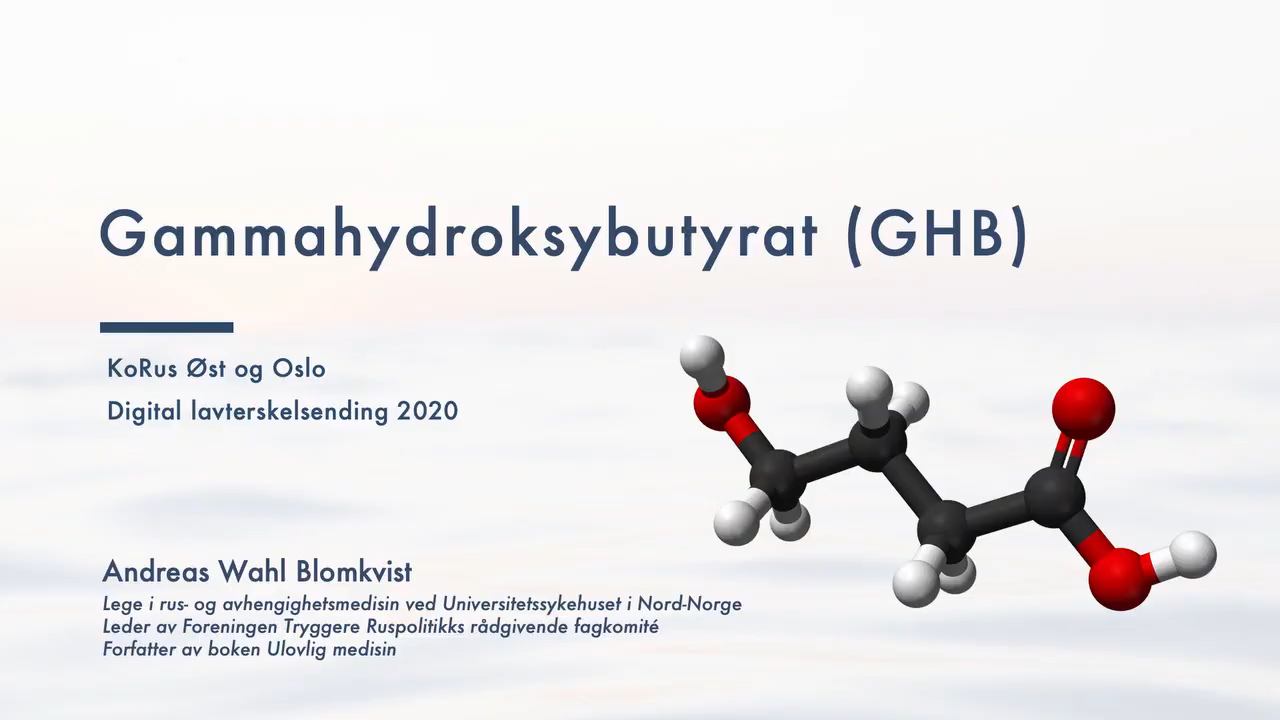 Gammahydroksybutyrat (GHB)
KoRus Øst og Oslo
Digital lavterskelsending 2020
Andreas Wahl Blomkvist
Lege i rus- og avhengighetsmedisin ved Universitetssykehuset i Nord-Norge
Leder av Foreningen Tryggere Ruspolitikks rådgivende fagkomité
Forfatter av boken Ulovlig medisin